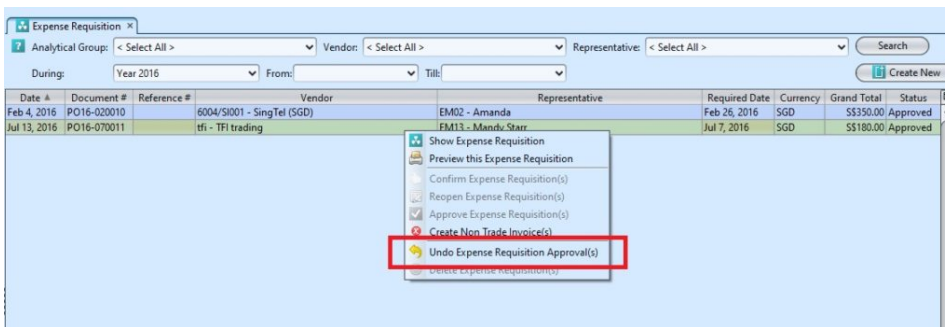 Expense Requisition ×
? Analytical Group: < Select All > Vendor: < Select All > Representative: < Select All > Search
During: Year 2016 From: Till: Create New
Date Document # Reference # Vendor Representative Required Date Currency Grand Total Status
Feb 4, 2016 PO16-020010 6004/SI001 - SingTel (SGD) EM02 - Amanda Feb 26, 2016 SGD S$350.00 Approved
Jul 13, 2016 PO16-070011 tfi - TFI trading EM13 - Mandy Starr Jul 7, 2016 SGD S$180.00 Approved
Show Expense Requisition
Preview this Expense Requisition
Confirm Expense Requisition(s)
Reopen Expense Requisition(s)
Approve Expense Requisition(s)
Create Non Trade Invoice(s)
Undo Expense Requisition Approval(s)
Delete Expense Requisition(s)